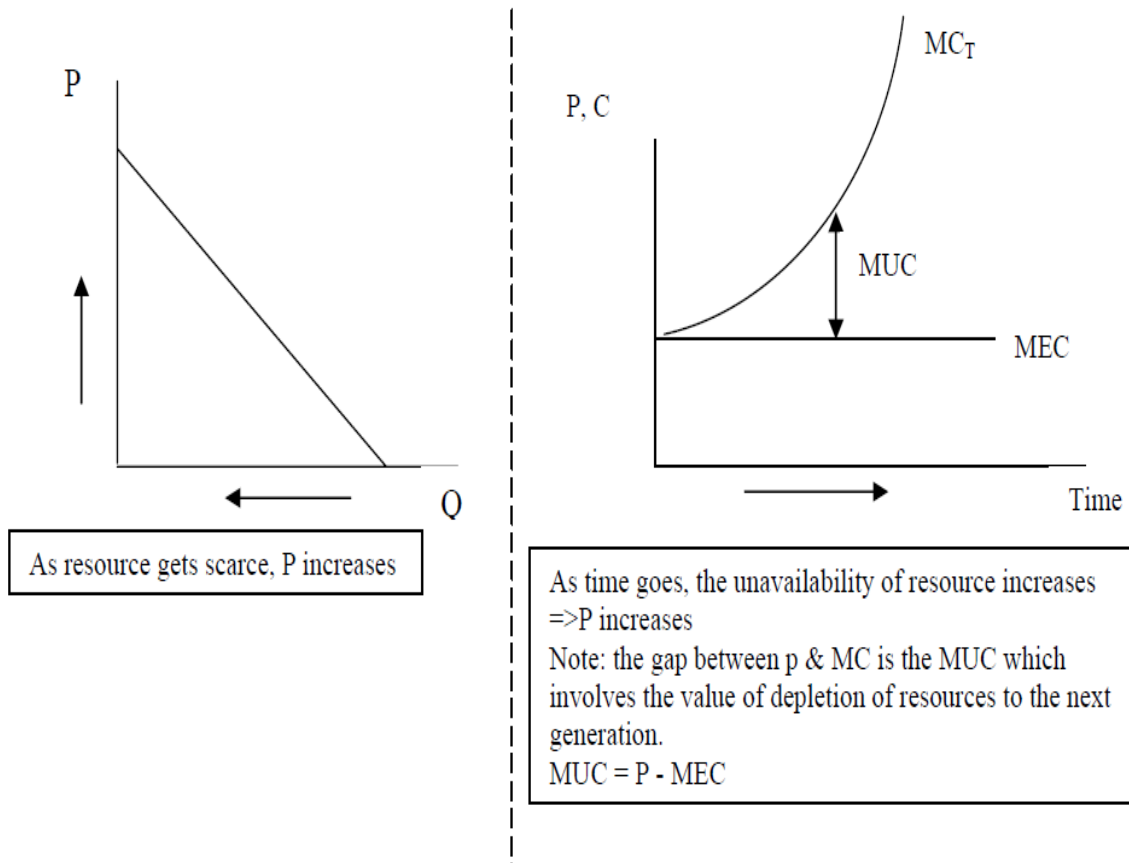 P
Q
As resource gets scarce, P increases
MC_T
P, C
MUC
MEC
Time
As time goes, the unavailability of resource increases
=>P increases
Note: the gap between p & MC is the MUC which
involves the value of depletion of resources to the next
generation.
MUC = P - MEC